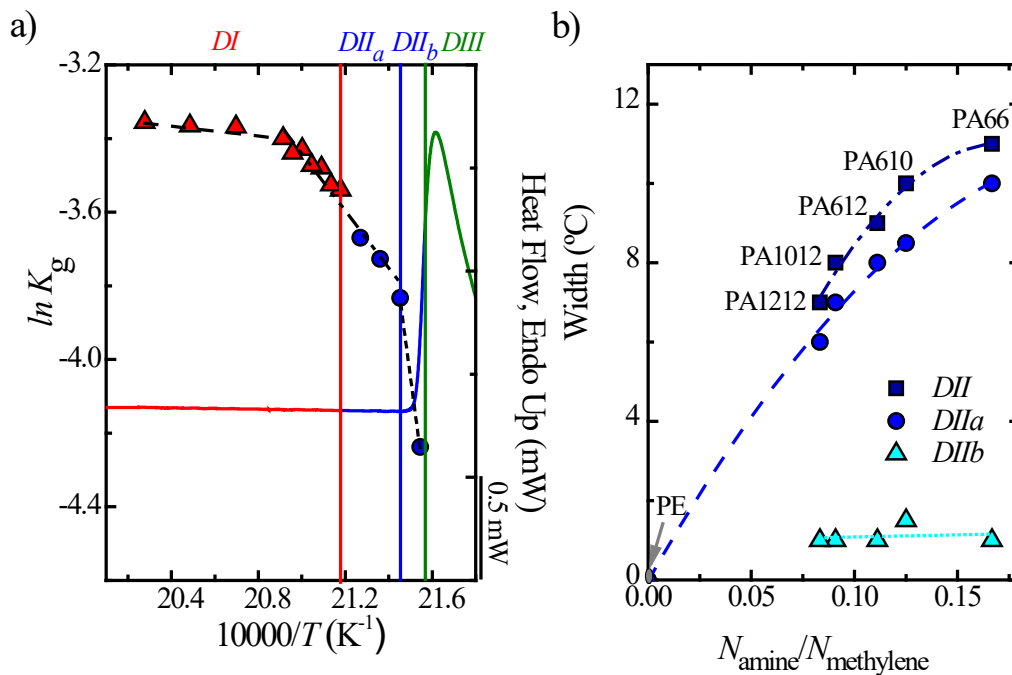 a)
DI DIIa DIIb DIII
-3.2
-3.6
-4.0
-4.4
ln Kg
20.4 20.8 21.2 21.6
10000/T (K-1)
Heat Flow, Endo Up (mW)
0.5 mW
b)
12
8
4
0
Width (ºC)
PA66
PA610
PA612
PA1012
PA1212
DII
DIIa
DIIb
PE
0.00 0.05 0.10 0.15
Namine/Nmethylene